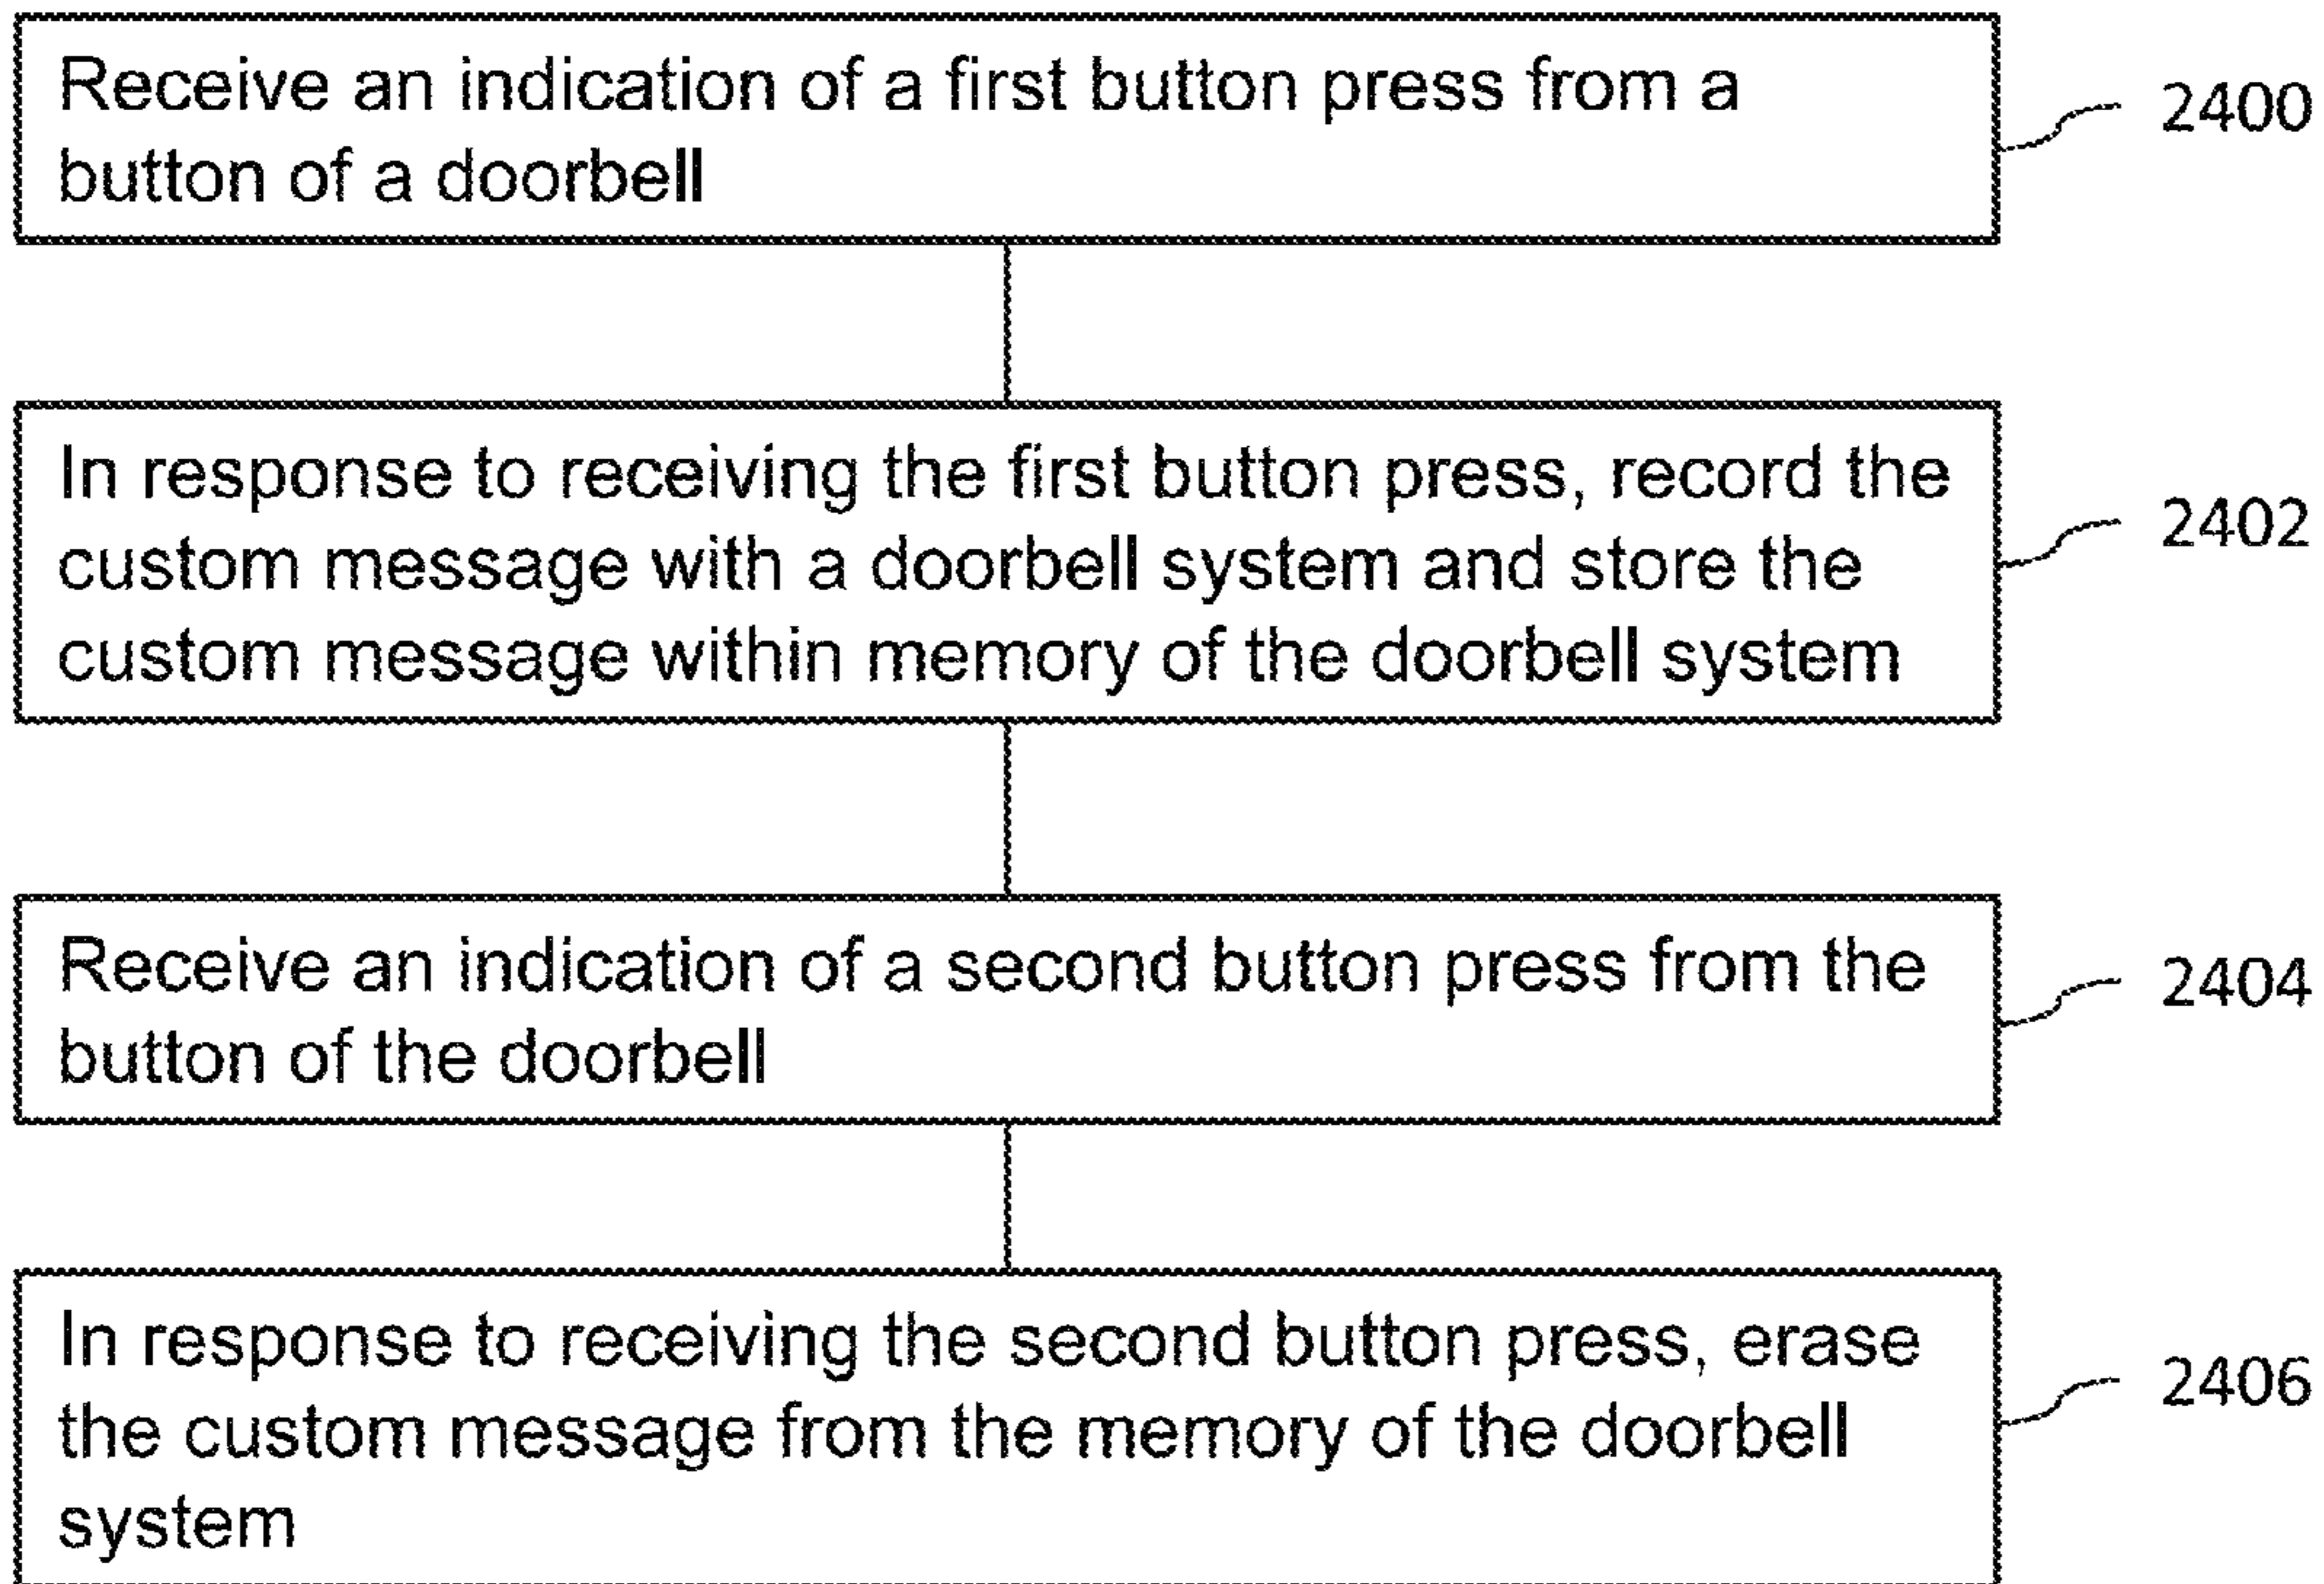 Receive an indication of a first button press from a
button of a doorbell
2400
In response to receiving the first button press, record the
custom message with a doorbell system and store the
custom message within memory of the doorbell system
2402
Receive an indication of a second button press from the
button of the doorbell
2404
In response to receiving the second button press, erase
the custom message from the memory of the doorbell
system
2406